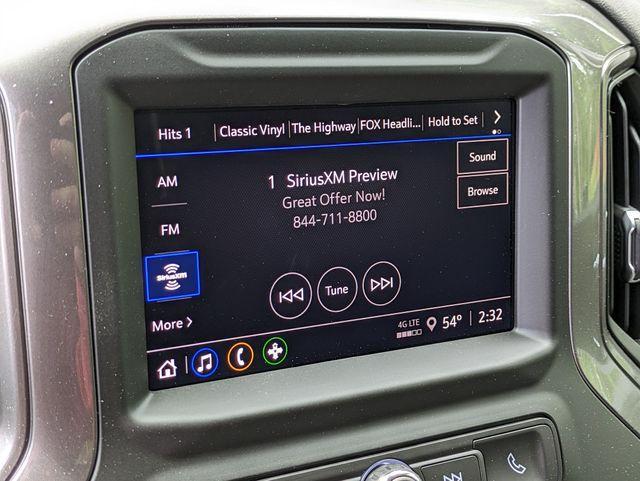 Hits 1 Classic Vinyl The Highway FOX Headli... Hold to Set
AM
1 SiriusXM Preview
Sound
Great Offer Now!
Browse
844-711-8800
FM
SiriusXM
Tune
More
4G LTE 54° 2:32